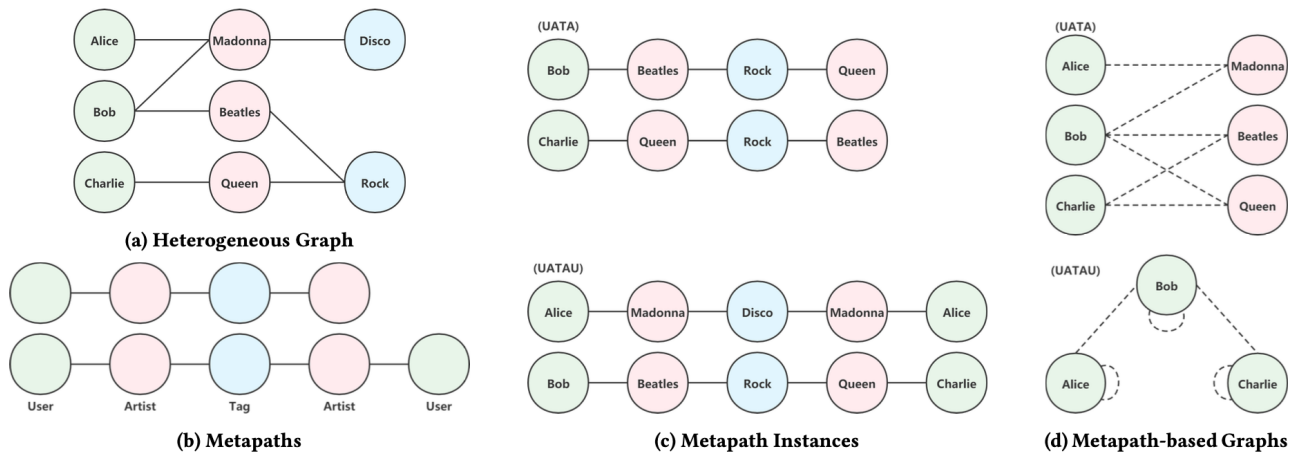 Alice Madonna Disco
Bob Beatles
Charlie Queen Rock
(a) Heterogeneous Graph
User Artist Tag Artist User
(b) Metapaths
(UATA)
Bob Beatles Rock Queen
Charlie Queen Rock Beatles
(UATAU)
Alice Madonna Disco Madonna Alice
Bob Beatles Rock Queen Charlie
(c) Metapath Instances
(UATA)
Alice Madonna
Bob Beatles
Charlie Queen
(UATAU)
Bob
Alice Charlie
(d) Metapath-based Graphs